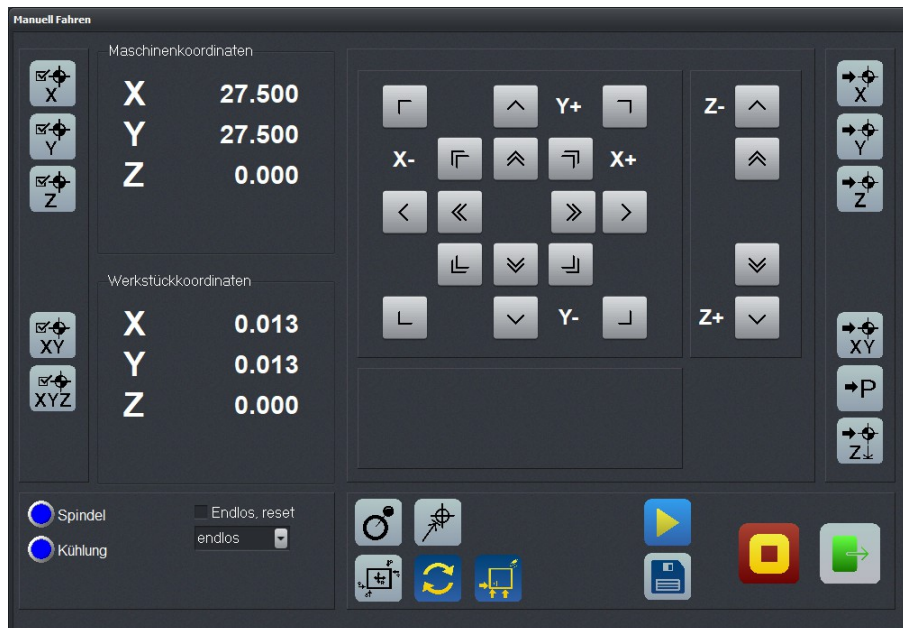 Manuell Fahren
X
Y
Z
XY
XYZ
Maschinenkoordinaten
X 27.500
Y 27.500
Z 0.000
Werkstückkoordinaten
X 0.013
Y 0.013
Z 0.000
Y+
X- X+
Y-
Z-
Z+
X
Y
Z
XY
P
Z
Spindel
Kühlung
Endlos, reset
endlos